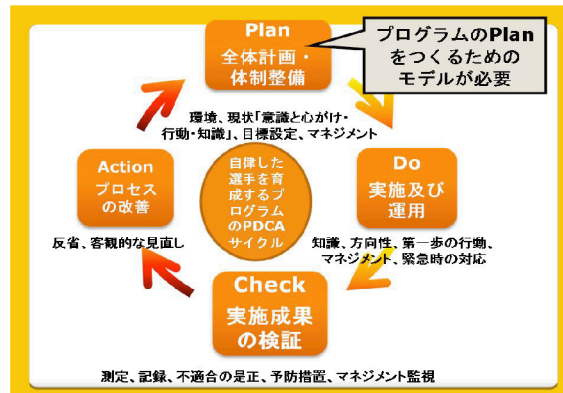 Plan
全体計画・
体制整備
プログラムのPlan
をつくるための
モデルが必要
環境、現状「意識と心がけ・
行動・知識」、目標設定、マネジメント
Do
実施及び
運用
知識、方向性、第一歩の行動、
マネジメント、緊急時の対応
Check
実施成果
の検証
測定、記録、不適合の是正、予防措置、マネジメント監視
Action
プロセス
の改善
反省、客観的な見直し
自律した
選手を育
成するプ
ログラム
のPDCA
サイクル